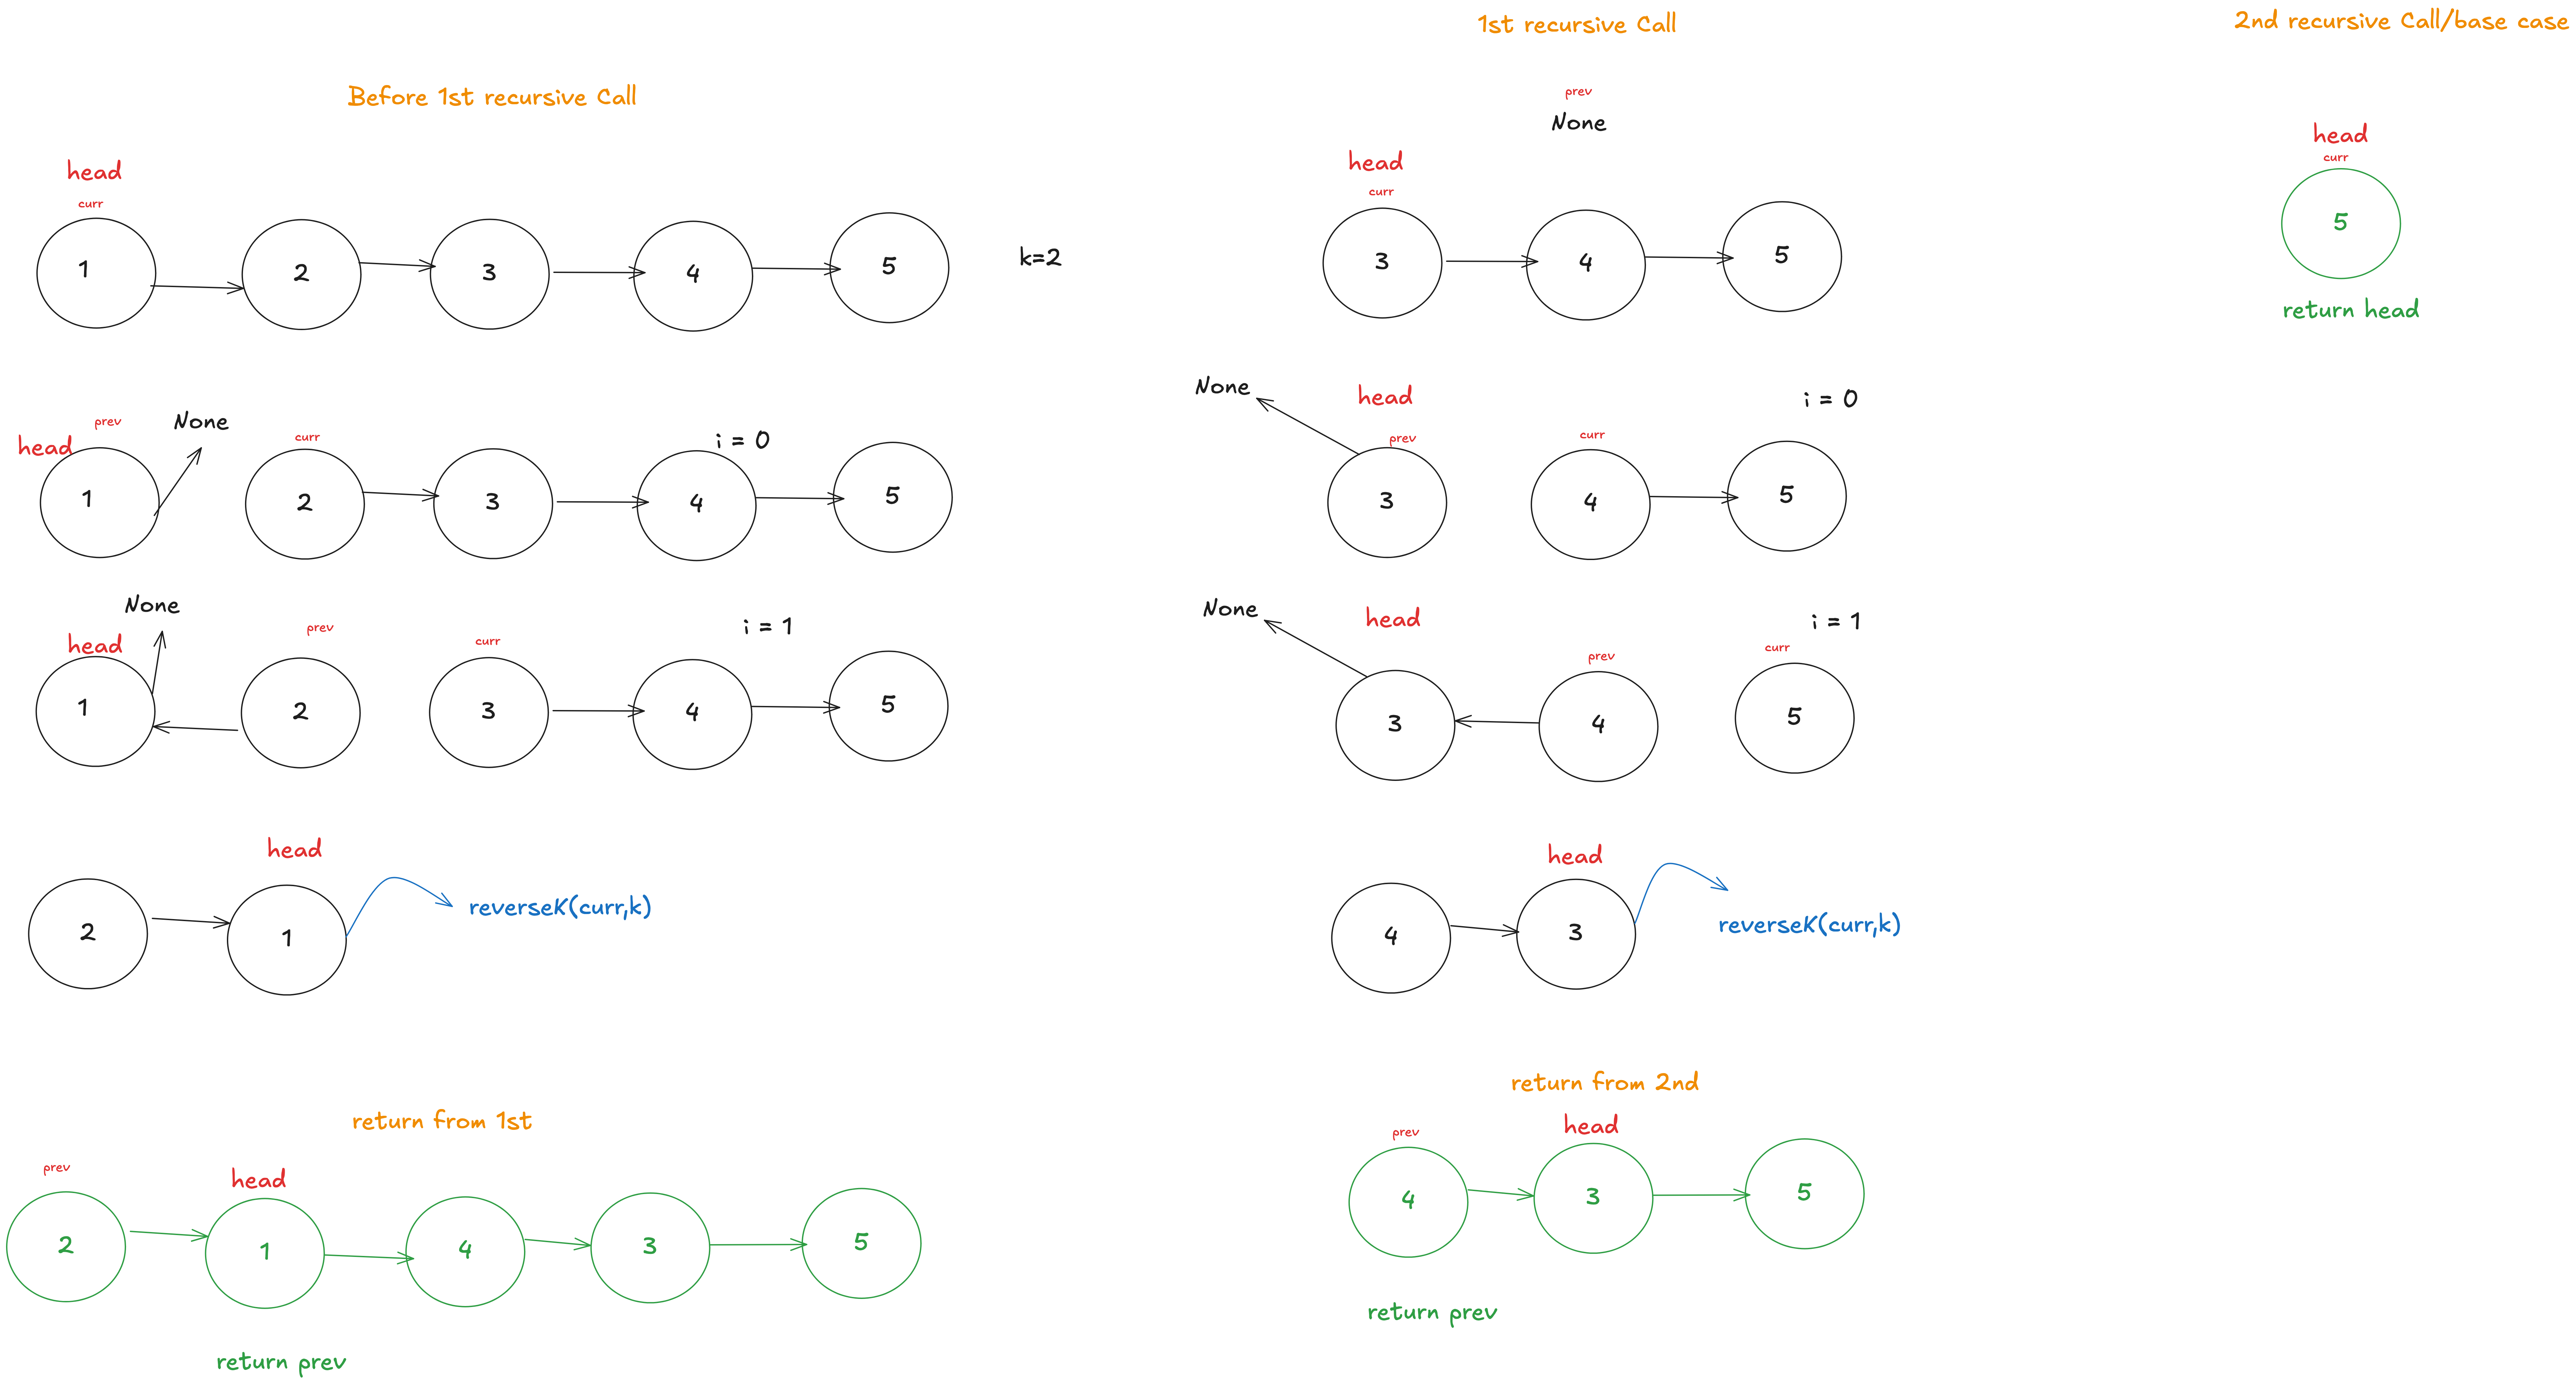 Before 1st recursive Call
head
curr
1 2 3 4 5
k=2
prev
None
head
curr
i = 0
1 2 3 4 5
None
head
prev
curr
i = 1
1 2 3 4 5
head
2 1
reverseK(curr,k)
return from 1st
prev
head
2 1 4 3 5
return prev
1st recursive Call
prev
None
head
curr
3 4 5
None
head
i = 0
prev
curr
3 4 5
None
head
i = 1
prev
curr
3 4 5
head
4 3
reverseK(curr,k)
return from 2nd
prev
head
4 3 5
return prev
2nd recursive Call/base case
head
curr
5
return head